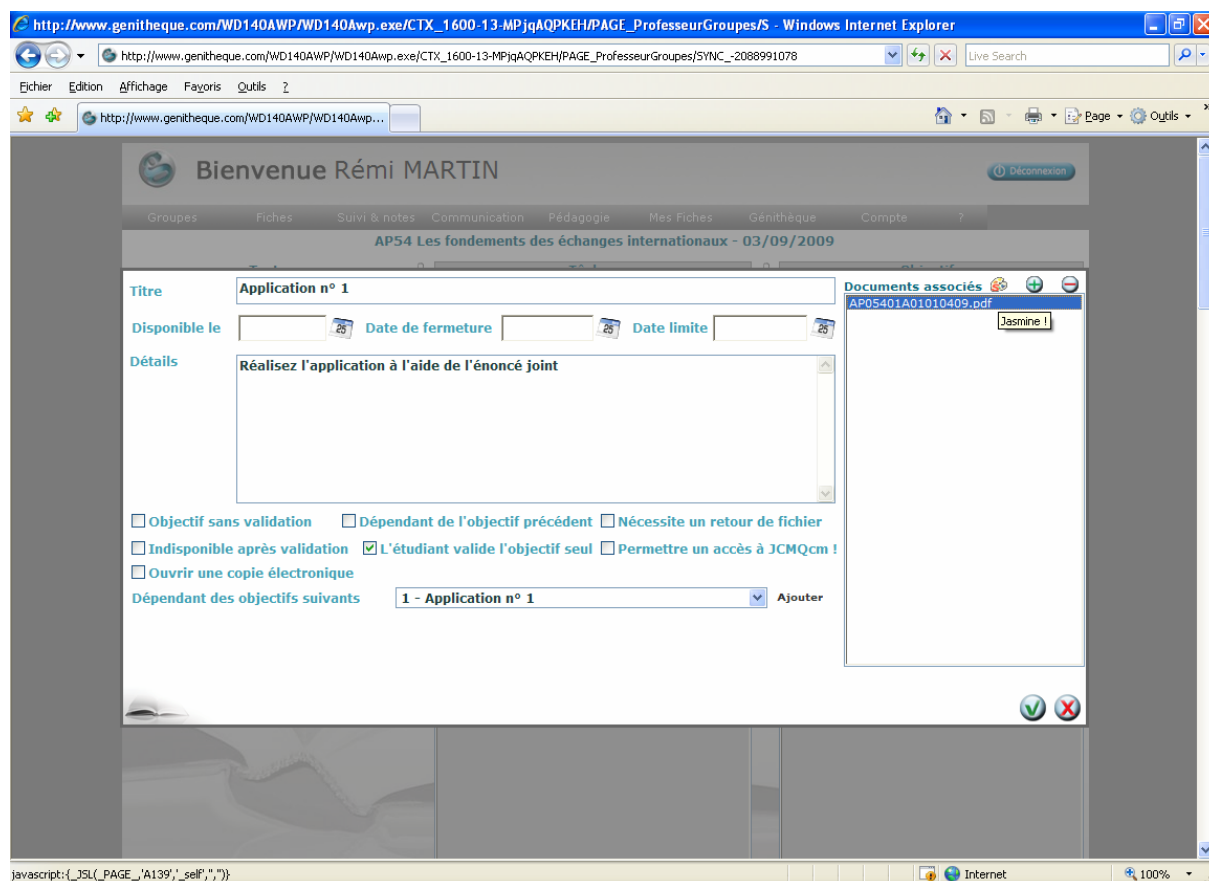 http://www.genitheque.com/WD140AWP/WD140Awp.exe/CTX_1600-13-MPjqAQPKEH/PAGE_ProfesseurGroupes/S - Windows Internet Explorer
http://www.genitheque.com/WD140AWP/WD140Awp.exe/CTX_1600-13-MPjqAQPKEH/PAGE_ProfesseurGroupes/SYNC_-2088991078
Live Search
Fichier Edition Affichage Favoris Outils ?
http://www.genitheque.com/WD140AWP/WD140Awp...
Page Outils
Bienvenue Rémi MARTIN
Déconnexion
Groupes Fiches Suivi & notes Communication Pédagogie Mes Fiches Génithèque Compte ?
AP54 Les fondements des échanges internationaux - 03/09/2009
Titre Application n° 1 Documents associés
AP05401A01010409.pdf
Jasmine !
Disponible le 25 Date de fermeture 25 Date limite 25
Détails Réalisez l'application à l'aide de l'énoncé joint
Objectif sans validation Dépendant de l'objectif précédent Nécessite un retour de fichier
Indisponible après validation L'étudiant valide l'objectif seul Permettre un accès à JCMQcm !
Ouvrir une copie électronique
Dépendant des objectifs suivants 1 - Application n° 1 Ajouter
javascript:{_JSL(_PAGE_,'A139','_self','','')} Internet 100%